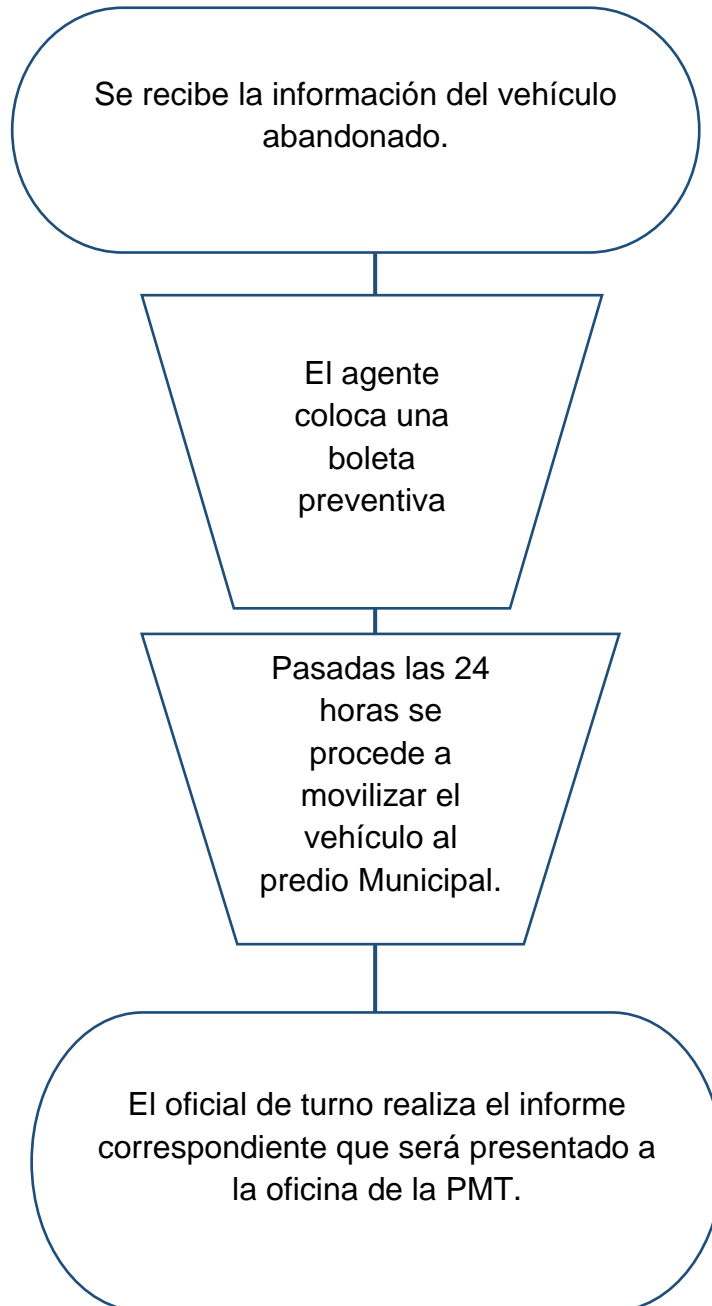 Se recibe la información del vehículo
abandonado.
El agente
coloca una
boleta
preventiva
Pasadas las 24
horas se
procede a
movilizar el
vehículo al
predio Municipal.
El oficial de turno realiza el informe
correspondiente que será presentado a
la oficina de la PMT.